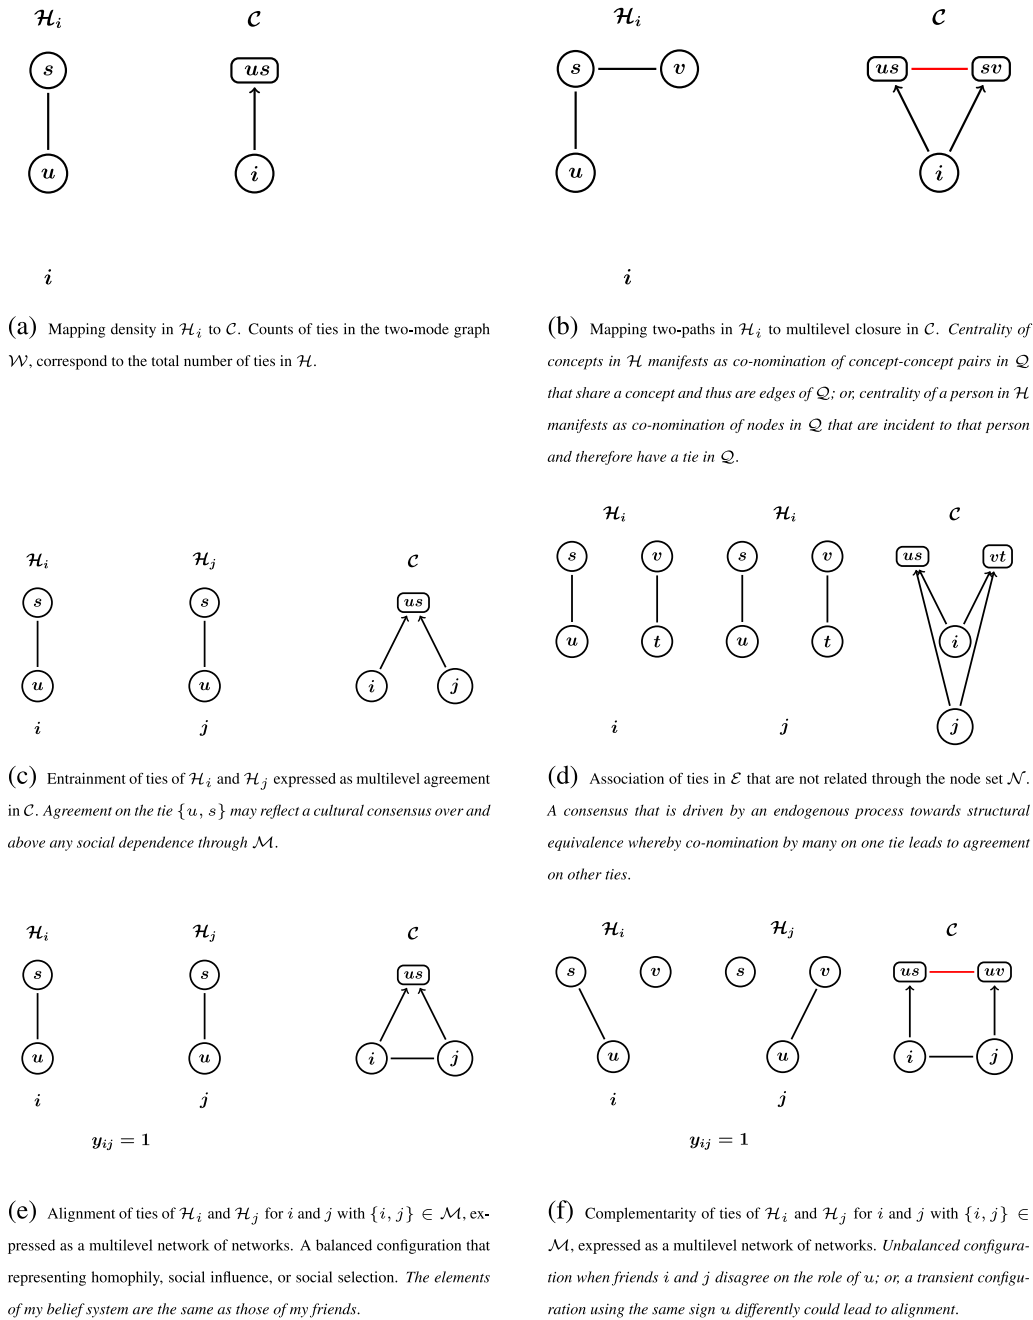 𝓗ᵢ 𝓒
s us
u i
i
(a) Mapping density in 𝓗ᵢ to 𝓒. Counts of ties in the two-mode graph
𝓦, correspond to the total number of ties in 𝓗.
𝓗ᵢ 𝓒
s v us sv
u i
i
(b) Mapping two-paths in 𝓗ᵢ to multilevel closure in 𝓒. Centrality of
concepts in 𝓗 manifests as co-nomination of concept-concept pairs in 𝓠
that share a concept and thus are edges of 𝓠; or, centrality of a person in 𝓗
manifests as co-nomination of nodes in 𝓠 that are incident to that person
and therefore have a tie in 𝓠.
𝓗ᵢ 𝓗ⱼ 𝓒
s s us
u u i j
i j
(c) Entrainment of ties of 𝓗ᵢ and 𝓗ⱼ expressed as multilevel agreement
in 𝓒. Agreement on the tie {u, s} may reflect a cultural consensus over and
above any social dependence through 𝓜.
𝓗ᵢ 𝓗ᵢ 𝓒
s v s v us vt
u t u t i
i j j
(d) Association of ties in 𝓔 that are not related through the node set 𝓝.
A consensus that is driven by an endogenous process towards structural
equivalence whereby co-nomination by many on one tie leads to agreement
on other ties.
𝓗ᵢ 𝓗ⱼ 𝓒
s s us
u u i j
i j
yᵢⱼ = 1
(e) Alignment of ties of 𝓗ᵢ and 𝓗ⱼ for i and j with {i, j} ∈ 𝓜, ex-
pressed as a multilevel network of networks. A balanced configuration that
representing homophily, social influence, or social selection. The elements
of my belief system are the same as those of my friends.
𝓗ᵢ 𝓗ⱼ 𝓒
s v s v us uv
u u i j
i j
yᵢⱼ = 1
(f) Complementarity of ties of 𝓗ᵢ and 𝓗ⱼ for i and j with {i, j} ∈
𝓜, expressed as a multilevel network of networks. Unbalanced configura-
tion when friends i and j disagree on the role of u; or, a transient configu-
ration using the same sign u differently could lead to alignment.